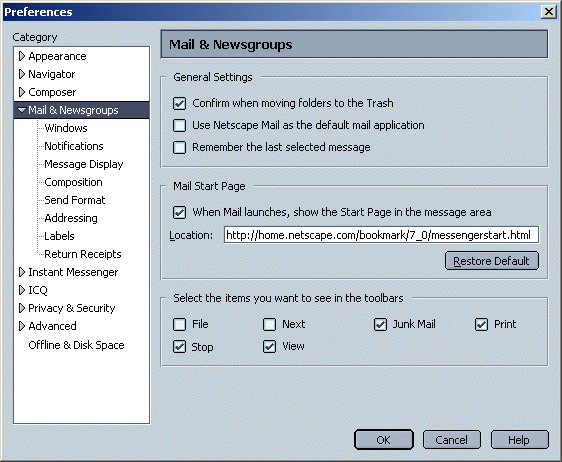 Preferences
Category
Appearance
Navigator
Composer
Mail & Newsgroups
Windows
Notifications
Message Display
Composition
Send Format
Addressing
Labels
Return Receipts
Instant Messenger
ICQ
Privacy & Security
Advanced
Offline & Disk Space
Mail & Newsgroups
General Settings
Confirm when moving folders to the Trash
Use Netscape Mail as the default mail application
Remember the last selected message
Mail Start Page
When Mail launches, show the Start Page in the message area
Location: http://home.netscape.com/bookmark/7_0/messengerstart.html
Restore Default
Select the items you want to see in the toolbars
File Next Junk Mail Print
Stop View
OK Cancel Help